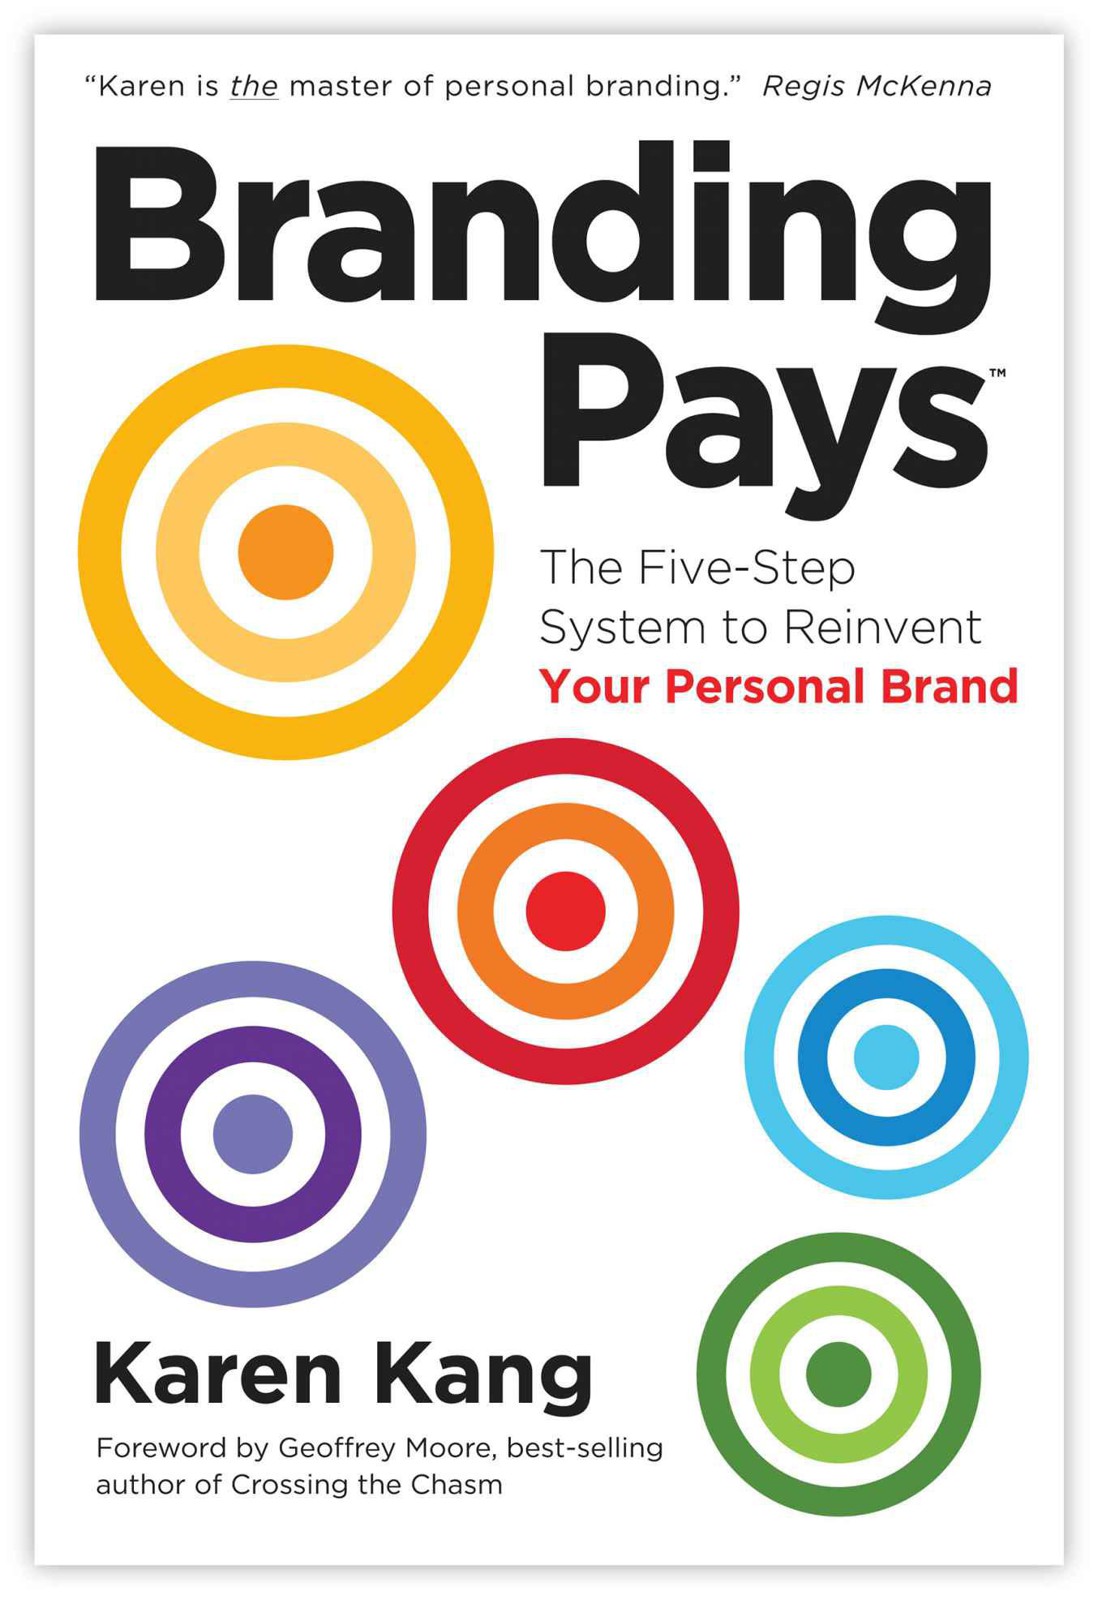 “Karen is the master of personal branding.” Regis McKenna
Branding
Pays™
The Five-Step
System to Reinvent
Your Personal Brand
Karen Kang
Foreword by Geoffrey Moore, best-selling
author of Crossing the Chasm